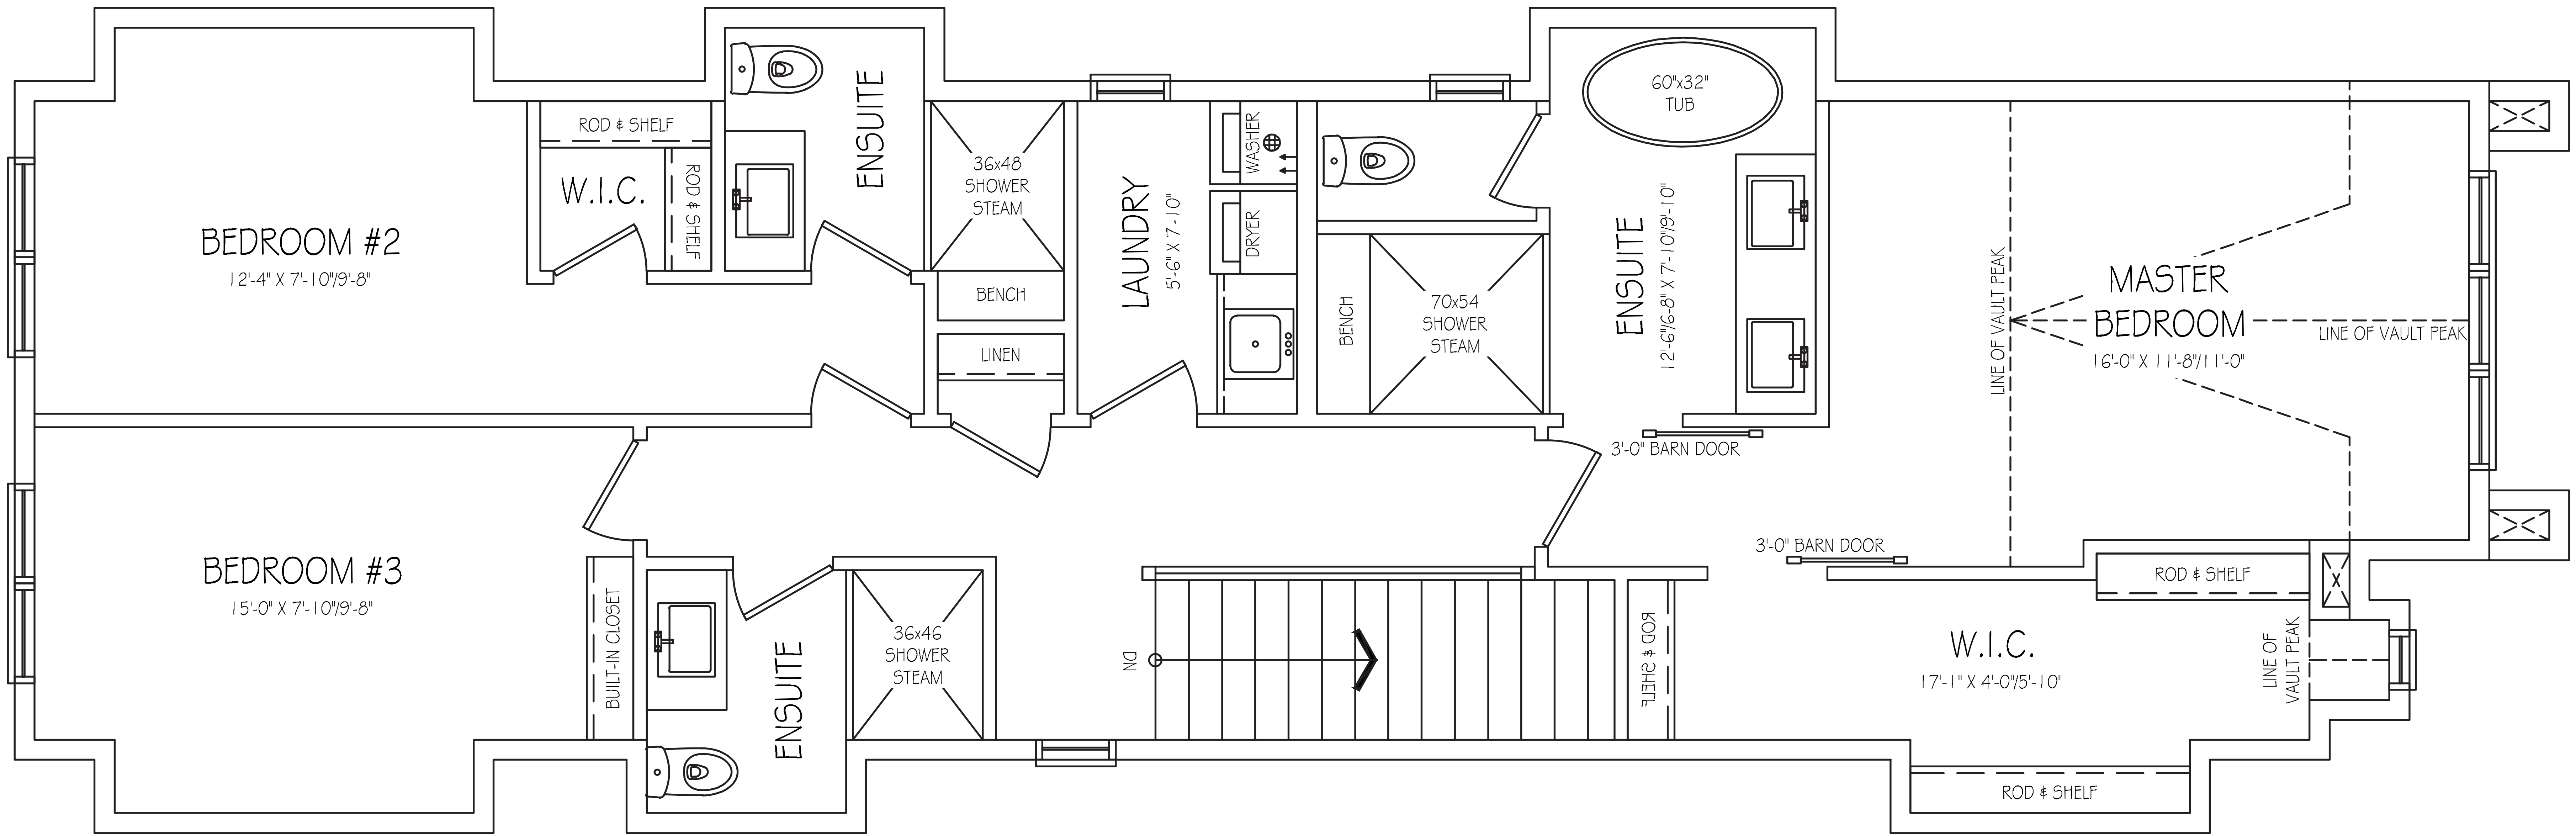 BEDROOM #2
12'-4" X 7'-10"/9'-8"
ROD & SHELF
ROD & SHELF
W.I.C.
ENSUITE
36x48
SHOWER
STEAM
BENCH
LINEN
LAUNDRY
5'-6" X 7'-10"
WASHER
DRYER
BENCH
70x54
SHOWER
STEAM
60"x32"
TUB
ENSUITE
12'-6"/6'-8" X 7'-10"/9'-10"
3'-0" BARN DOOR
LINE OF VAULT PEAK
MASTER
BEDROOM
16'-0" X 11'-8"/11'-0"
LINE OF VAULT PEAK
BEDROOM #3
15'-0" X 7'-10"/9'-8"
BUILT-IN CLOSET
ENSUITE
36x46
SHOWER
STEAM
DN
ROD & SHELF
3'-0" BARN DOOR
ROD & SHELF
W.I.C.
17'-1" X 4'-0"/5'-10"
LINE OF
VAULT PEAK
ROD & SHELF